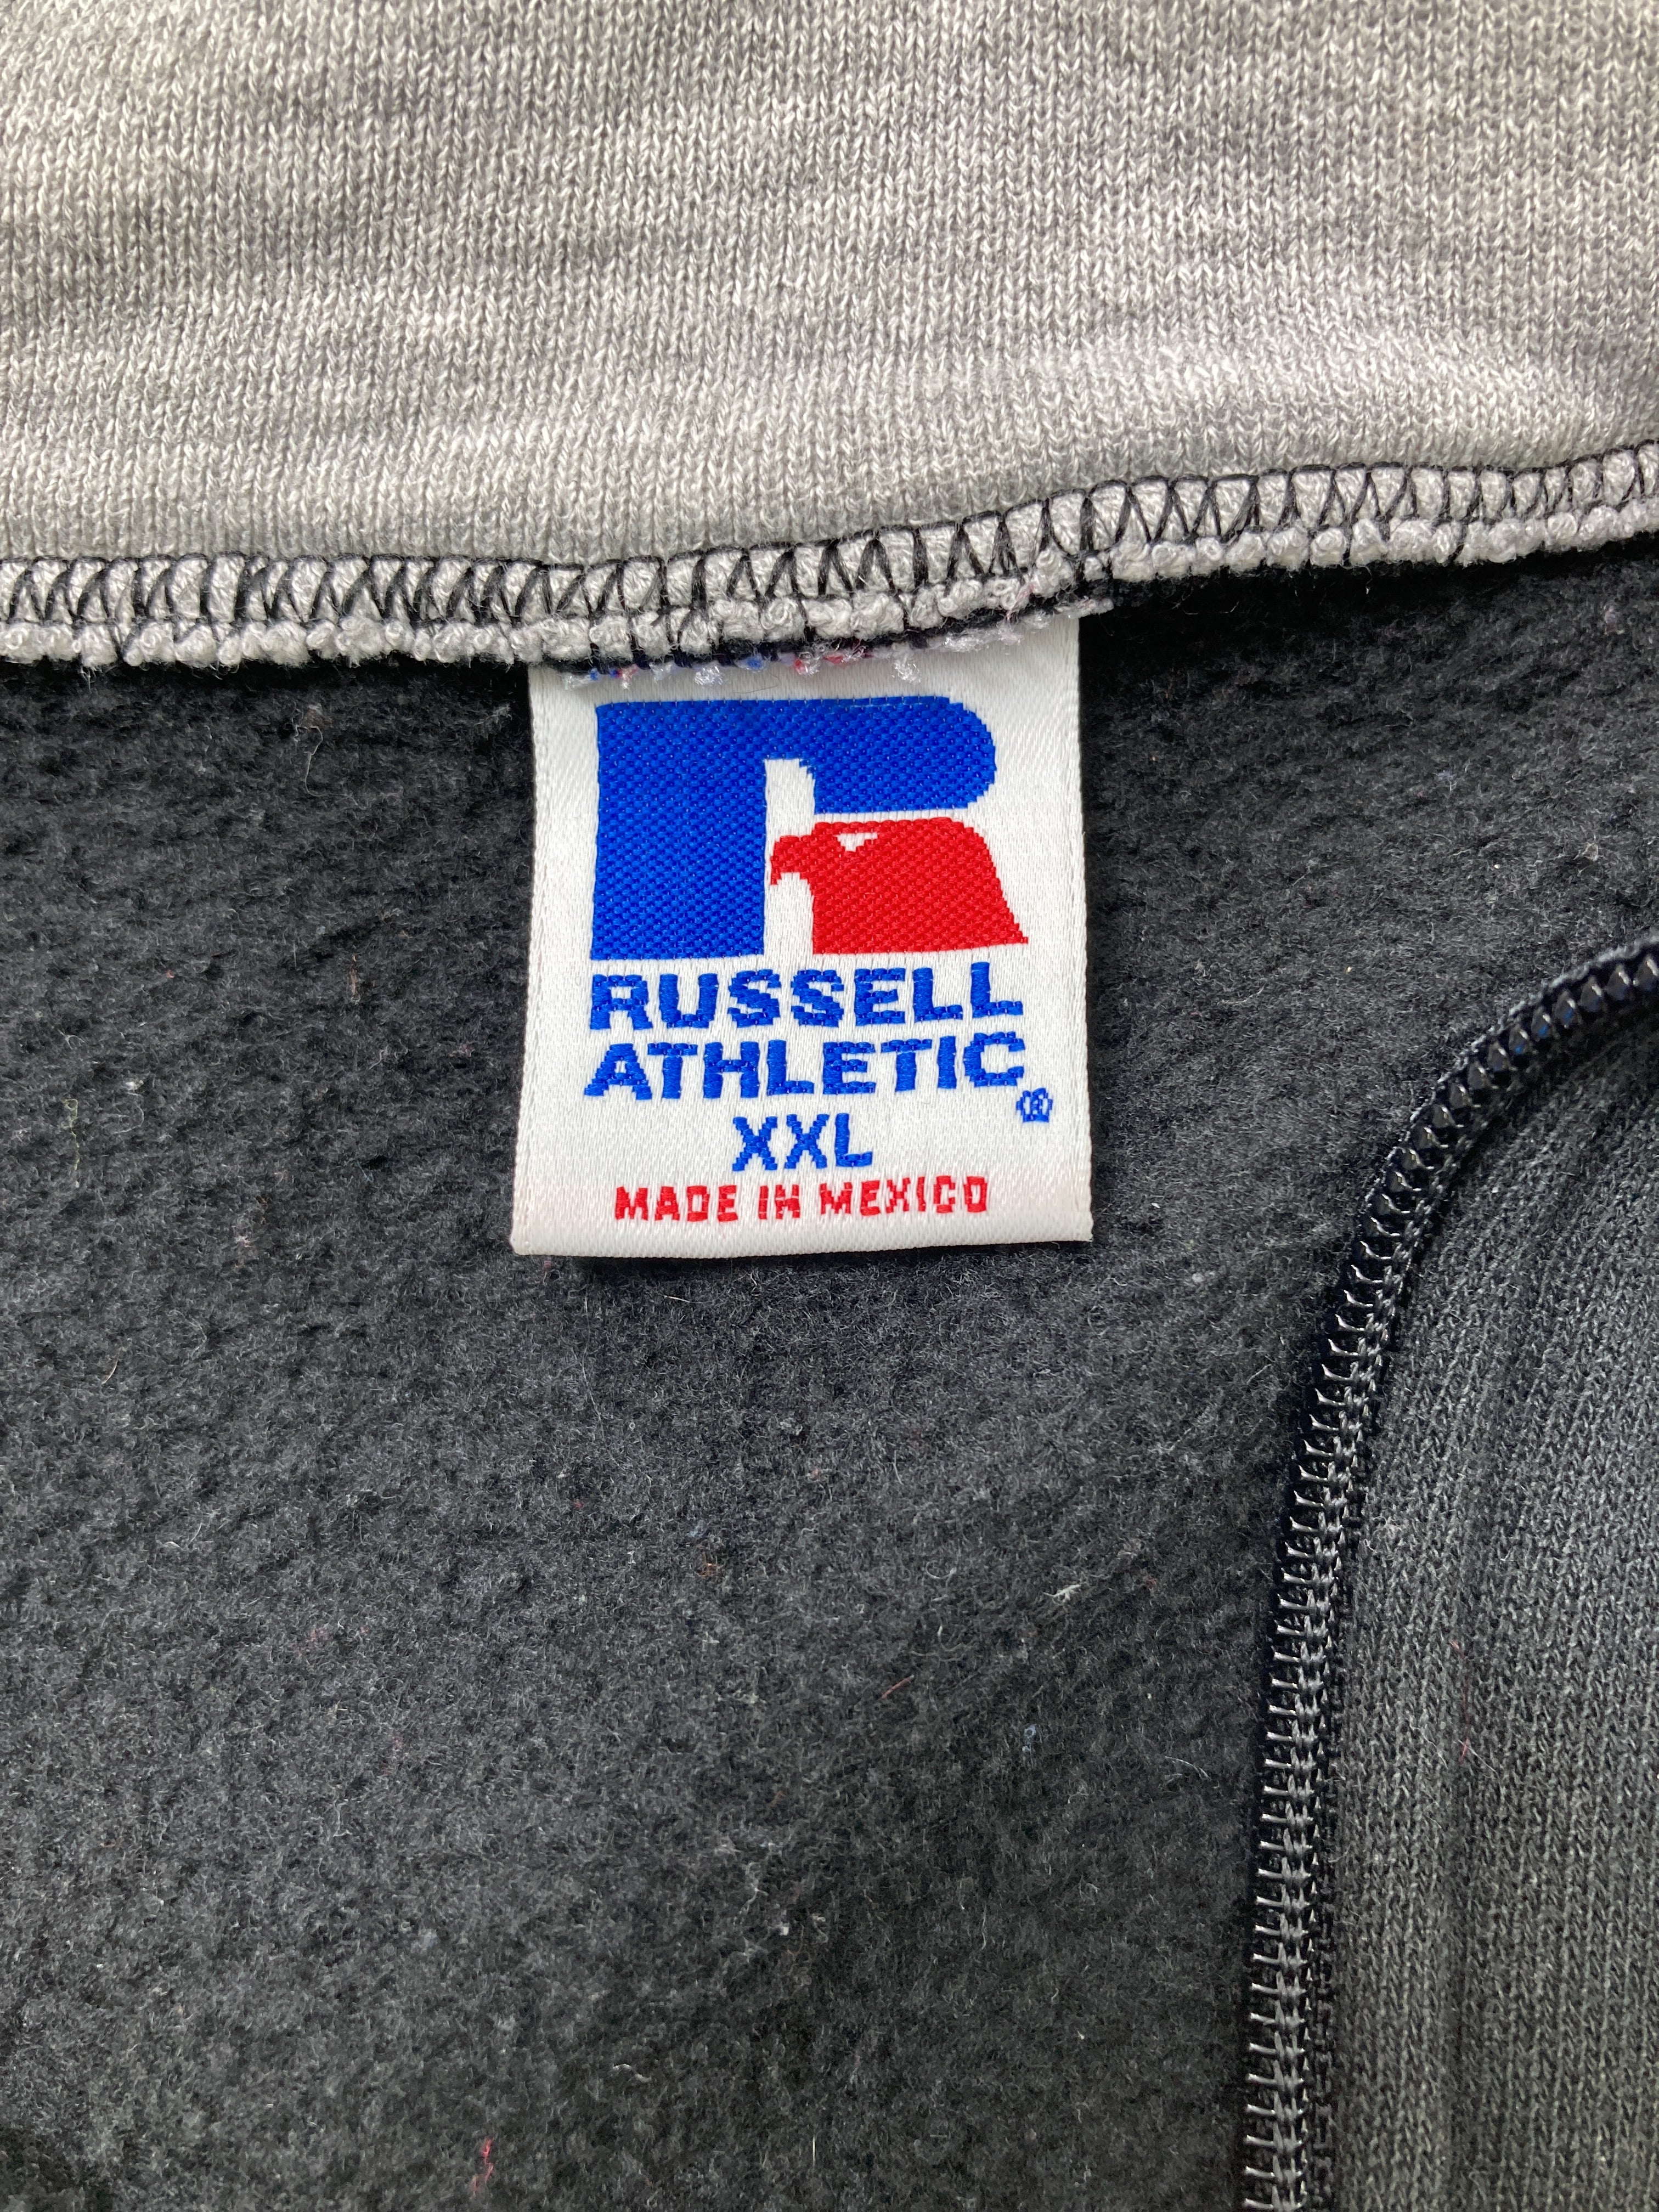 RUSSELL
ATHLETIC®
XXL
MADE IN MEXICO